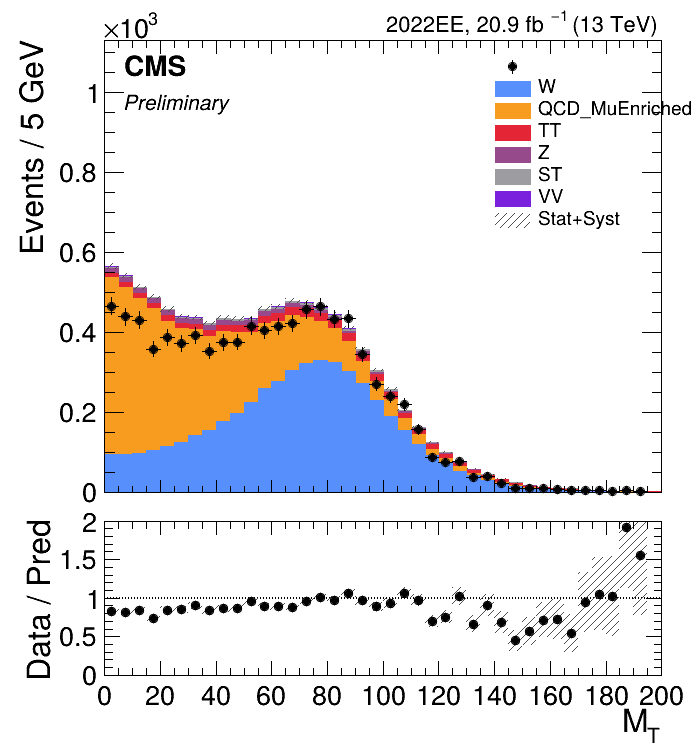 ×10³
2022EE, 20.9 fb ⁻¹ (13 TeV)
CMS
Preliminary
W
QCD_MuEnriched
TT
Z
ST
VV
Stat+Syst
Events / 5 GeV
1
0.8
0.6
0.4
0.2
0
Data / Pred
2
1.5
1
0.5
0
0 20 40 60 80 100 120 140 160 180 200
M_T